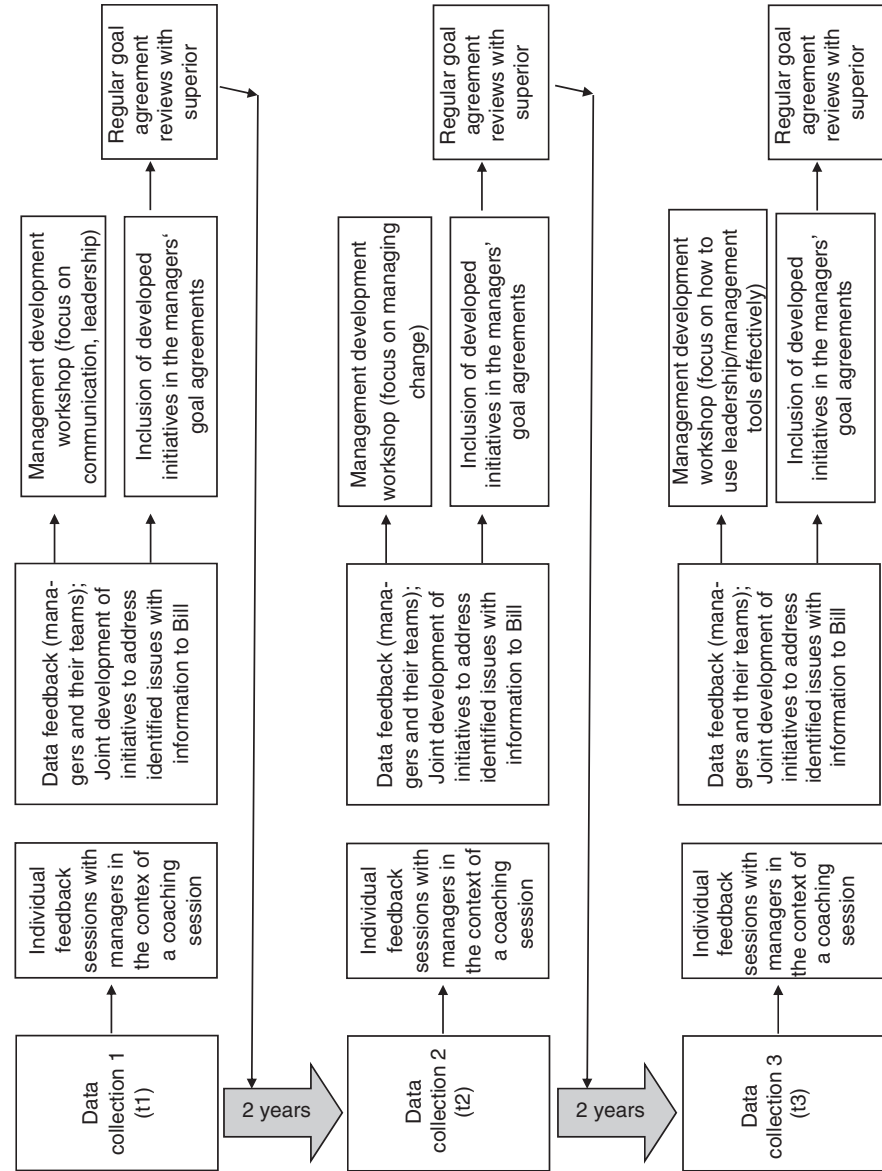 Data
collection 1
(t1)
Individual
feedback
sessions with
managers in
the contex of
a coaching
session
Data feedback (mana-
gers and their teams);
Joint development of
initiatives to address
identified issues with
information to Bill
Management development
workshop (focus on
communication, leadership)
Inclusion of developed
initiatives in the managers‘
goal agreements
Regular goal
agreement
reviews with
superior
2 years
Data
collection 2
(t2)
Individual
feedback
sessions with
managers in
the context of
a coaching
session
Data feedback (mana-
gers and their teams);
Joint development of
initiatives to address
identified issues with
information to Bill
Management development
workshop (focus on managing
change)
Inclusion of developed
initiatives in the managers’
goal agreements
Regular goal
agreement
reviews with
superior
2 years
Data
collection 3
(t3)
Individual
feedback
sessions with
managers in
the context of
a coaching
session
Data feedback (mana-
gers and their teams);
Joint development of
initiatives to address
identified issues with
information to Bill
Management development
workshop (focus on how to
use leadership/management
tools effectively)
Inclusion of developed
initiatives in the managers’
goal agreements
Regular goal
agreement
reviews with
superior